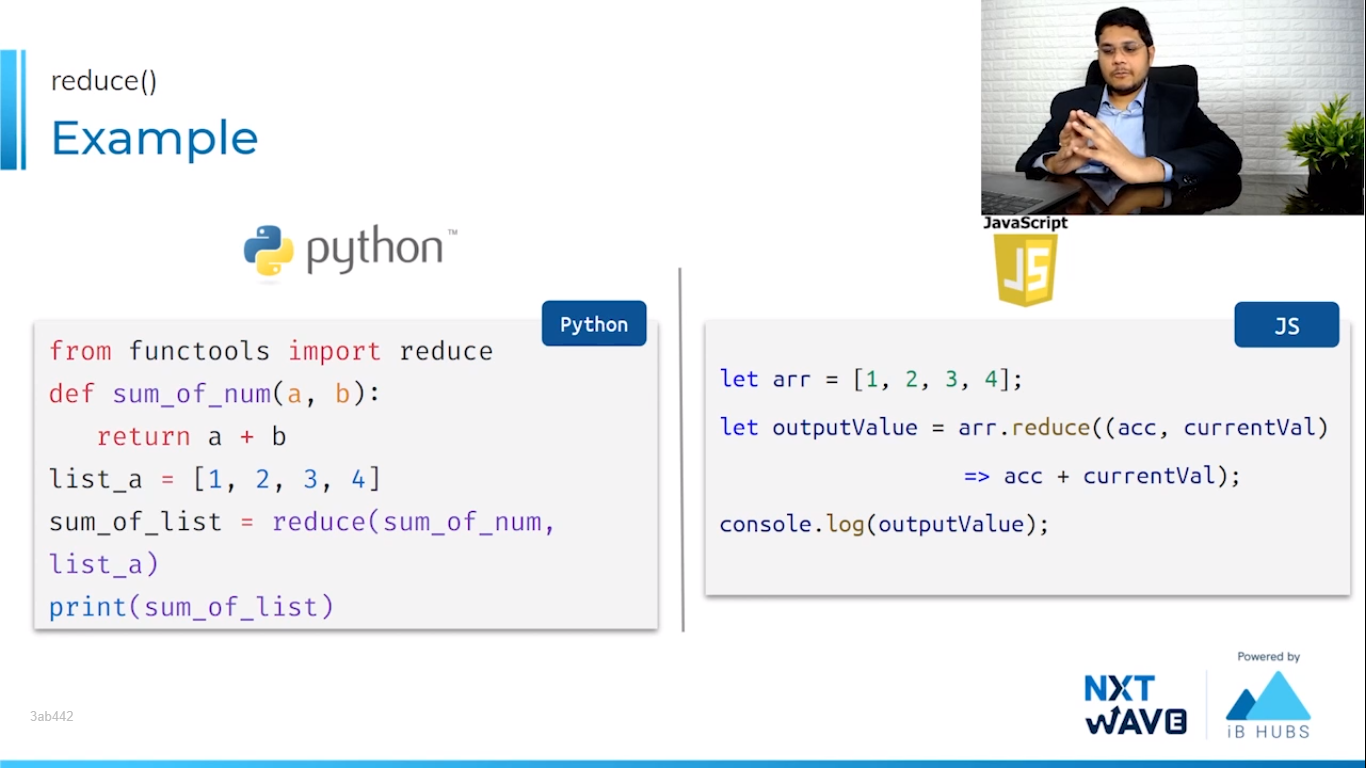 reduce()
Example
python™
JavaScript
JS
Python
from functools import reduce
def sum_of_num(a, b):
   return a + b
list_a = [1, 2, 3, 4]
sum_of_list = reduce(sum_of_num,
list_a)
print(sum_of_list)
JS
let arr = [1, 2, 3, 4];
let outputValue = arr.reduce((acc, currentVal)
=> acc + currentVal);
console.log(outputValue);
3ab442
NXT
WAVE
Powered by
iB HUBS